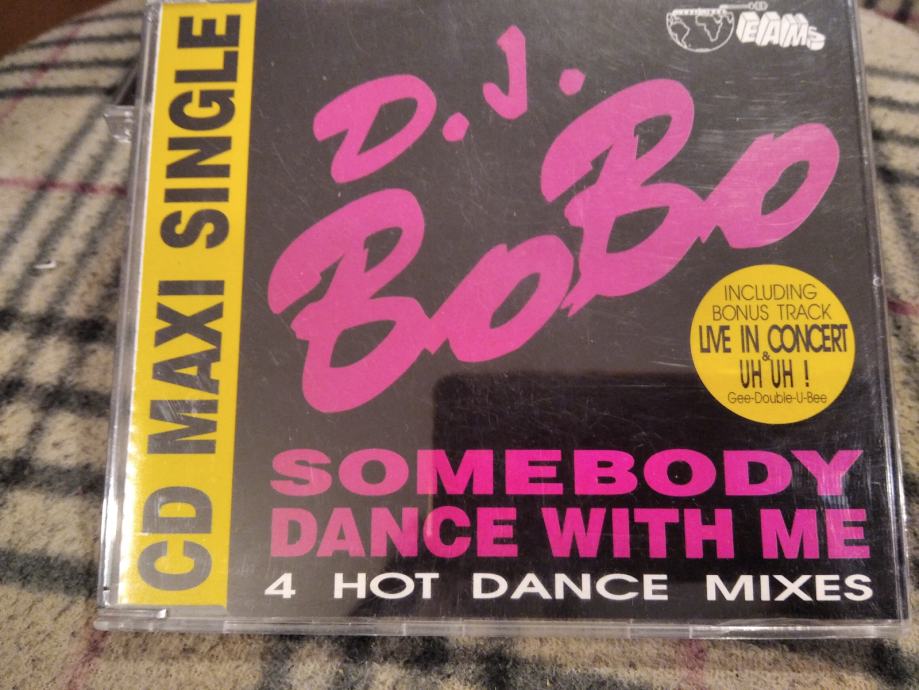 CD MAXI SINGLE
EAMS
D.J.
BoBo
INCLUDING
BONUS TRACK
LIVE IN CONCERT
&
UH UH !
Gee-Double-U-Bee
SOMEBODY
DANCE WITH ME
4 HOT DANCE MIXES